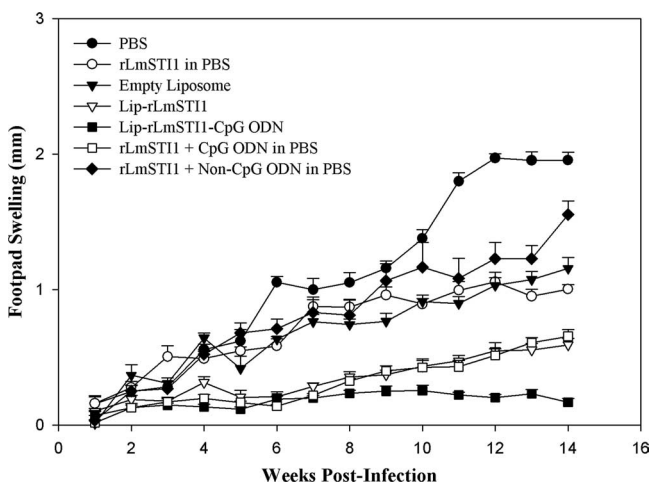 3
PBS
rLmSTI1 in PBS
Empty Liposome
Lip-rLmSTI1
Lip-rLmSTI1-CpG ODN
rLmSTI1 + CpG ODN in PBS
rLmSTI1 + Non-CpG ODN in PBS
2
1
0
Footpad Swelling (mm)
0 2 4 6 8 10 12 14 16
Weeks Post-Infection